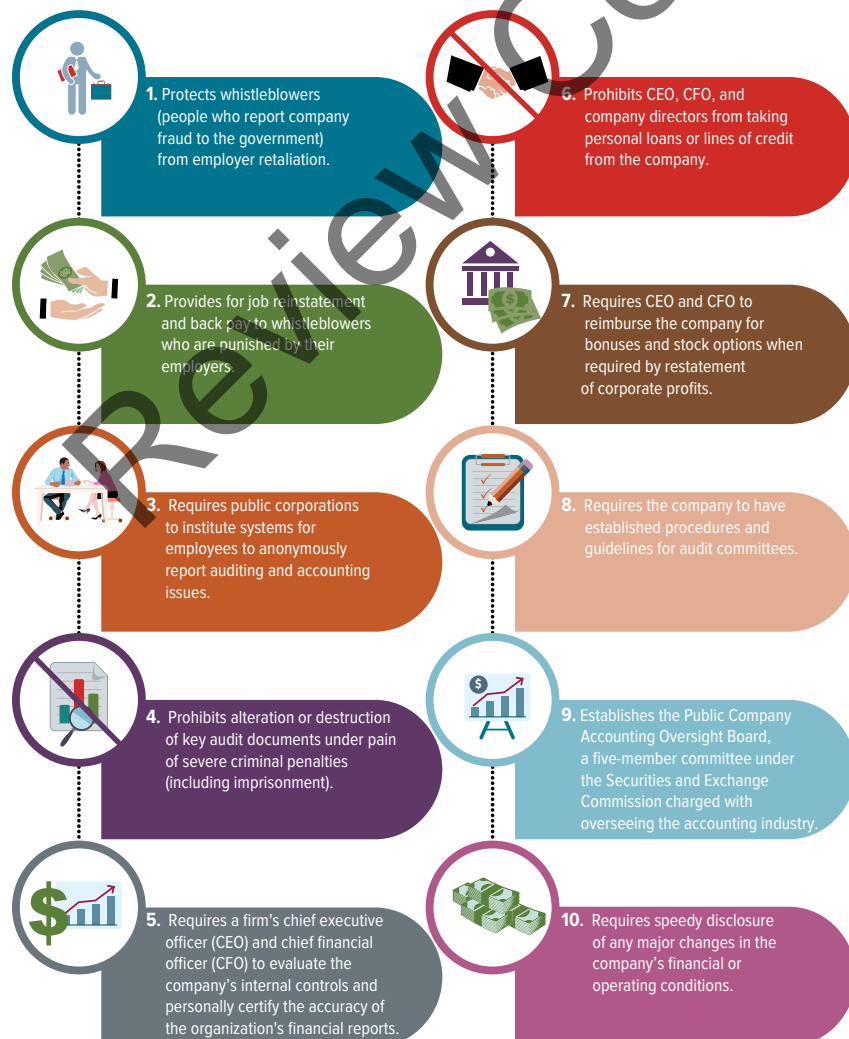 1. Protects whistleblowers
(people who report company
fraud to the government)
from employer retaliation.
2. Provides for job reinstatement
and back pay to whistleblowers
who are punished by their
employers.
3. Requires public corporations
to institute systems for
employees to anonymously
report auditing and accounting
issues.
4. Prohibits alteration or destruction
of key audit documents under pain
of severe criminal penalties
(including imprisonment).
5. Requires a firm's chief executive
officer (CEO) and chief financial
officer (CFO) to evaluate the
company's internal controls and
personally certify the accuracy of
the organization's financial reports.
6. Prohibits CEO, CFO, and
company directors from taking
personal loans or lines of credit
from the company.
7. Requires CEO and CFO to
reimburse the company for
bonuses and stock options when
required by restatement
of corporate profits.
8. Requires the company to have
established procedures and
guidelines for audit committees.
9. Establishes the Public Company
Accounting Oversight Board,
a five-member committee under
the Securities and Exchange
Commission charged with
overseeing the accounting industry.
10. Requires speedy disclosure
of any major changes in the
company's financial or
operating conditions.
Review